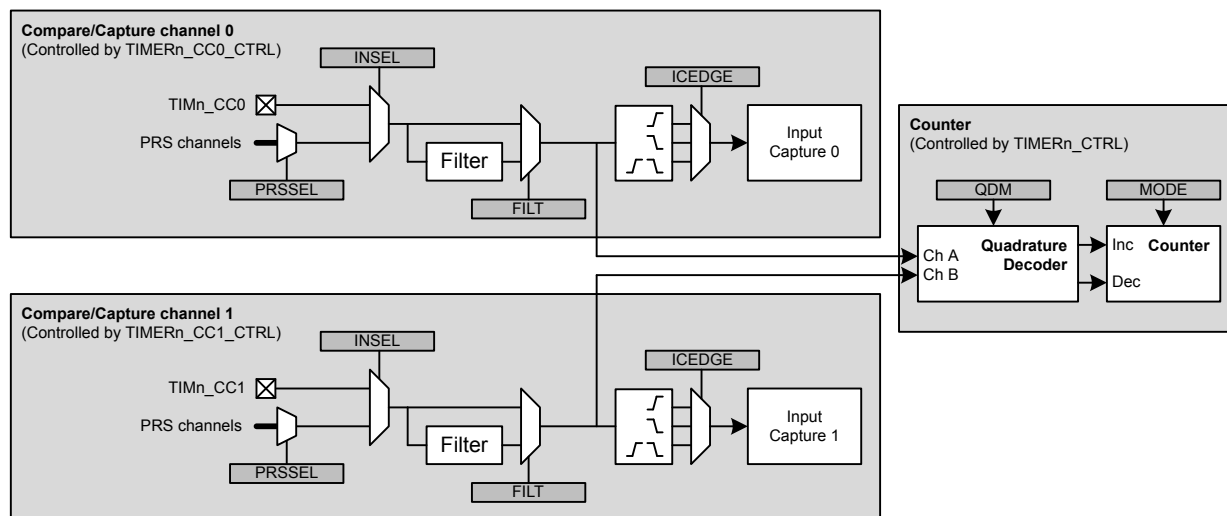 Compare/Capture channel 0
(Controlled by TIMERn_CC0_CTRL)
INSEL
ICEDGE
TIMn_CC0
PRS channels
Filter
Input
Capture 0
PRSSEL
FILT
Counter
(Controlled by TIMERn_CTRL)
QDM
MODE
Ch A
Ch B
Quadrature
Decoder
Inc
Dec
Counter
Compare/Capture channel 1
(Controlled by TIMERn_CC1_CTRL)
INSEL
ICEDGE
TIMn_CC1
PRS channels
Filter
Input
Capture 1
PRSSEL
FILT